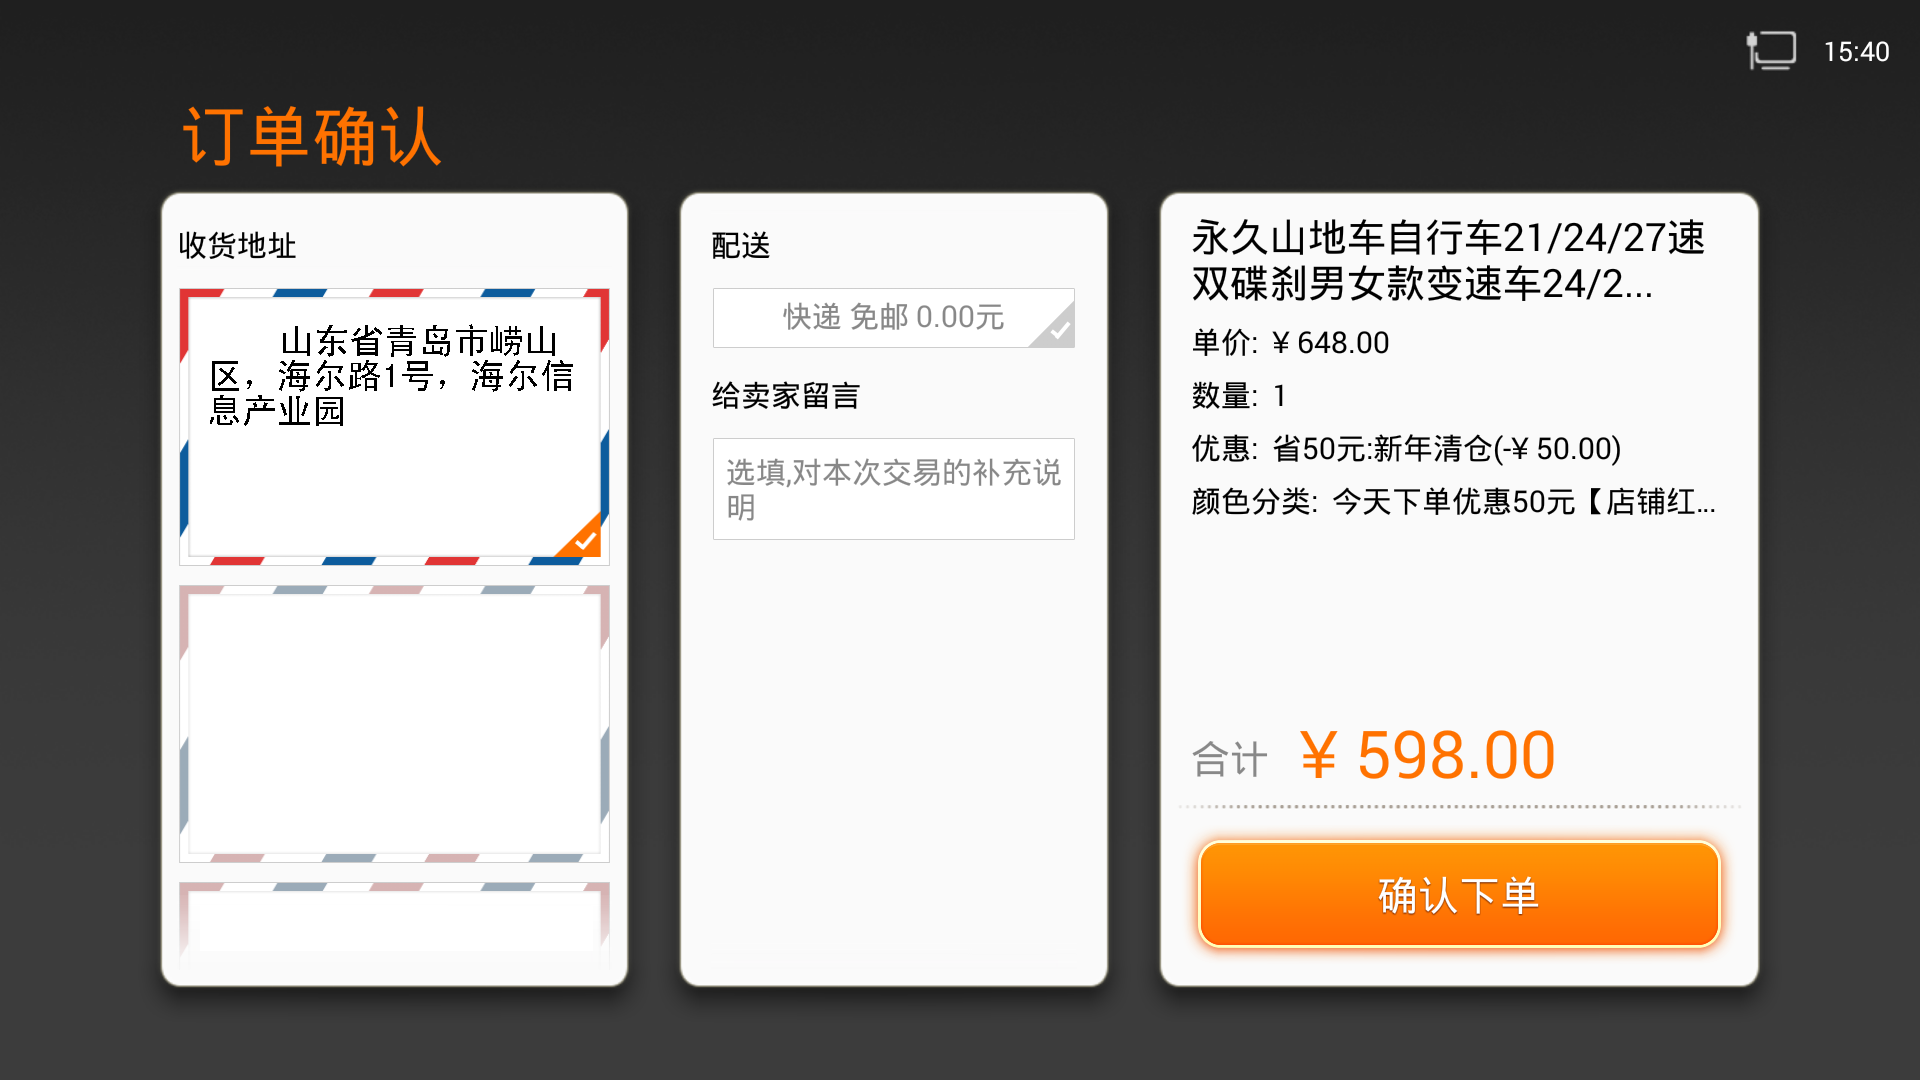 15:40
订单确认
收货地址
山东省青岛市崂山
区，海尔路1号，海尔信
息产业园
配送
快递 免邮 0.00元
给卖家留言
选填,对本次交易的补充说
明
永久山地车自行车21/24/27速
双碟刹男女款变速车24/2...
单价: ¥ 648.00
数量: 1
优惠: 省50元:新年清仓(-¥ 50.00)
颜色分类: 今天下单优惠50元【店铺红...
合计 ¥ 598.00
确认下单